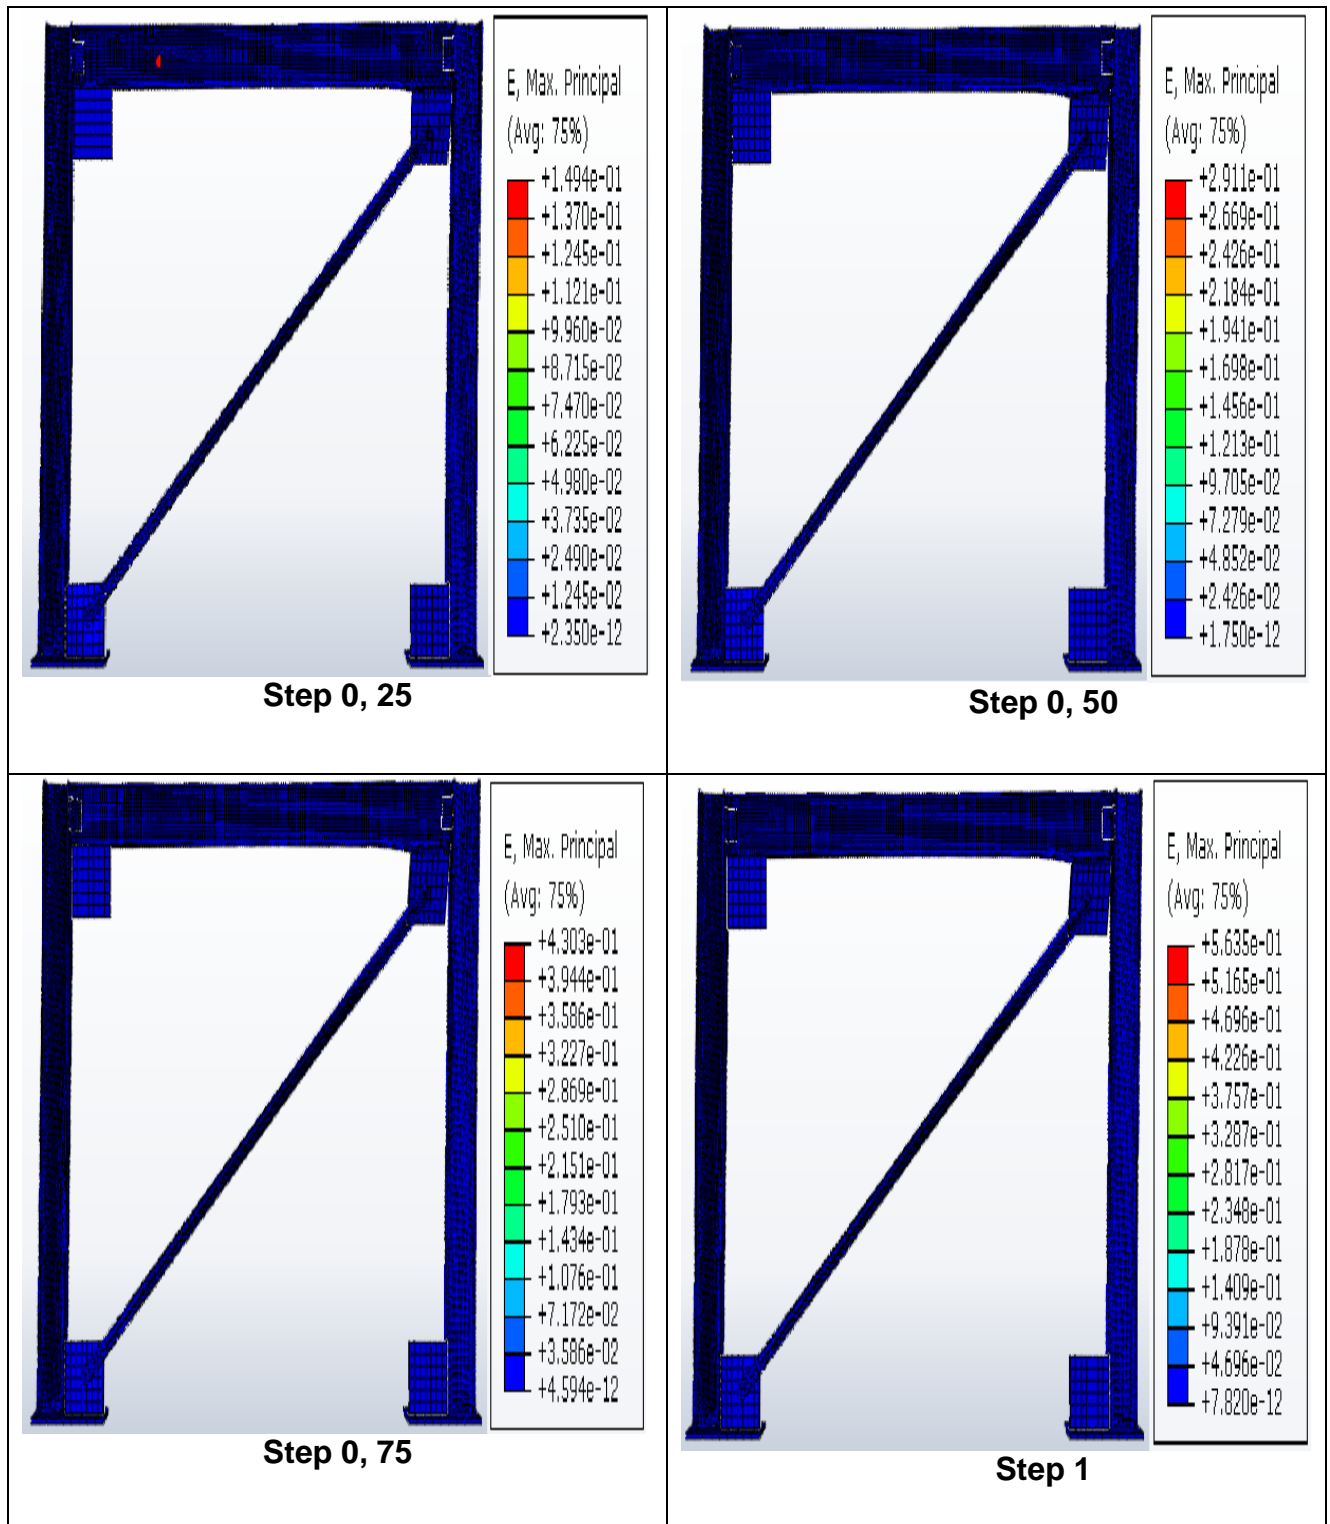 E, Max. Principal
(Avg: 75%)
+1.494e-01
+1.370e-01
+1.245e-01
+1.121e-01
+9.960e-02
+8.715e-02
+7.470e-02
+6.225e-02
+4.980e-02
+3.735e-02
+2.490e-02
+1.245e-02
+2.350e-12
Step 0, 25
E, Max. Principal
(Avg: 75%)
+2.911e-01
+2.669e-01
+2.426e-01
+2.184e-01
+1.941e-01
+1.698e-01
+1.456e-01
+1.213e-01
+9.705e-02
+7.279e-02
+4.852e-02
+2.426e-02
+1.750e-12
Step 0, 50
E, Max. Principal
(Avg: 75%)
+4.303e-01
+3.944e-01
+3.586e-01
+3.227e-01
+2.869e-01
+2.510e-01
+2.151e-01
+1.793e-01
+1.434e-01
+1.076e-01
+7.172e-02
+3.586e-02
+4.594e-12
Step 0, 75
E, Max. Principal
(Avg: 75%)
+5.635e-01
+5.165e-01
+4.696e-01
+4.226e-01
+3.757e-01
+3.287e-01
+2.817e-01
+2.348e-01
+1.878e-01
+1.409e-01
+9.391e-02
+4.696e-02
+7.820e-12
Step 1